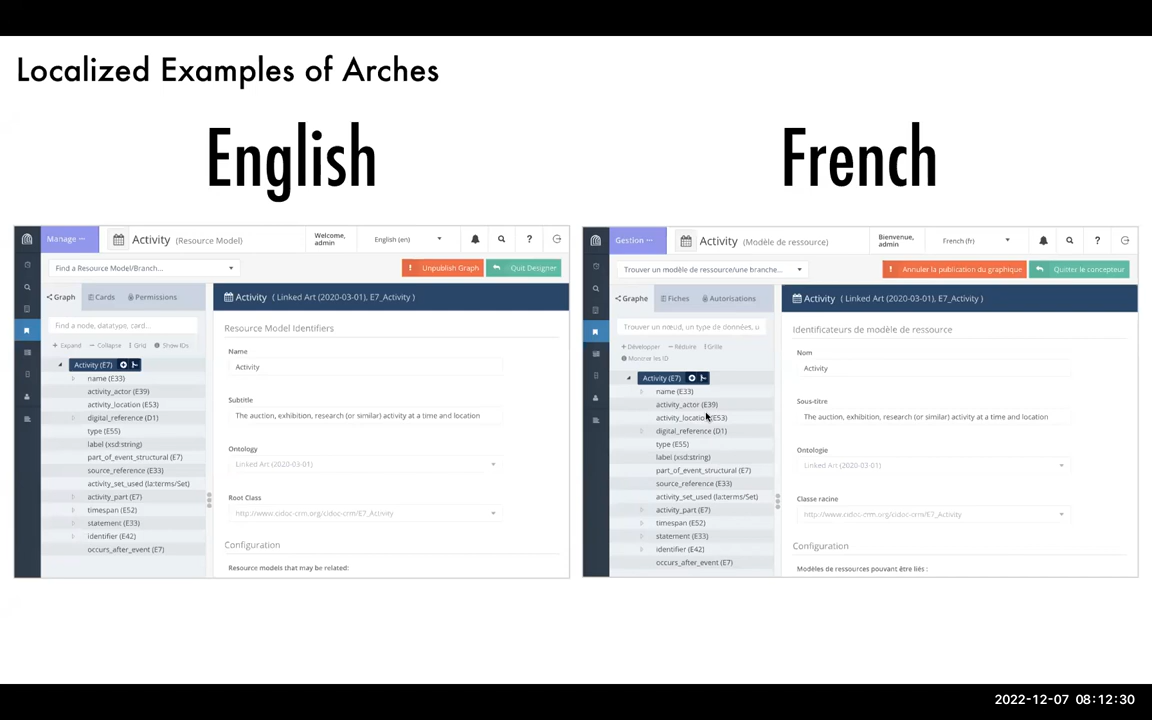 Localized Examples of Arches
English
Manage ...
Activity (Resource Model)
Welcome,
admin
English (en)
?
Find a Resource Model/Branch...
! Unpublish Graph
Quit Designer
Graph
Cards
Permissions
Activity ( Linked Art (2020-03-01), E7_Activity )
Find a node, datatype, card...
+ Expand
− Collapse
Grid
Show IDs
Activity (E7)
name (E33)
activity_actor (E39)
activity_location (E53)
digital_reference (D1)
type (E55)
label (xsd:string)
part_of_event_structural (E7)
source_reference (E33)
activity_set_used (la:terms/Set)
activity_part (E7)
timespan (E52)
statement (E33)
identifier (E42)
occurs_after_event (E7)
Resource Model Identifiers
Name
Activity
Subtitle
The auction, exhibition, research (or similar) activity at a time and location
Ontology
Linked Art (2020-03-01)
Root Class
http://www.cidoc-crm.org/cidoc-crm/E7_Activity
Configuration
Resource models that may be related:
French
Gestion ...
Activity (Modèle de ressource)
Bienvenue,
admin
French (fr)
?
Trouver un modèle de ressource/une branche...
! Annuler la publication du graphique
Quitter le concepteur
Graphe
Fiches
Autorisations
Activity ( Linked Art (2020-03-01), E7_Activity )
Trouver un nœud, un type de données, u
+ Développer
− Réduire
Grille
Montrer les ID
Activity (E7)
name (E33)
activity_actor (E39)
activity_location (E53)
digital_reference (D1)
type (E55)
label (xsd:string)
part_of_event_structural (E7)
source_reference (E33)
activity_set_used (la:terms/Set)
activity_part (E7)
timespan (E52)
statement (E33)
identifier (E42)
occurs_after_event (E7)
Identificateurs de modèle de ressource
Nom
Activity
Sous-titre
The auction, exhibition, research (or similar) activity at a time and location
Ontologie
Linked Art (2020-03-01)
Classe racine
http://www.cidoc-crm.org/cidoc-crm/E7_Activity
Configuration
Modèles de ressources pouvant être liés :
2022-12-07 08:12:30